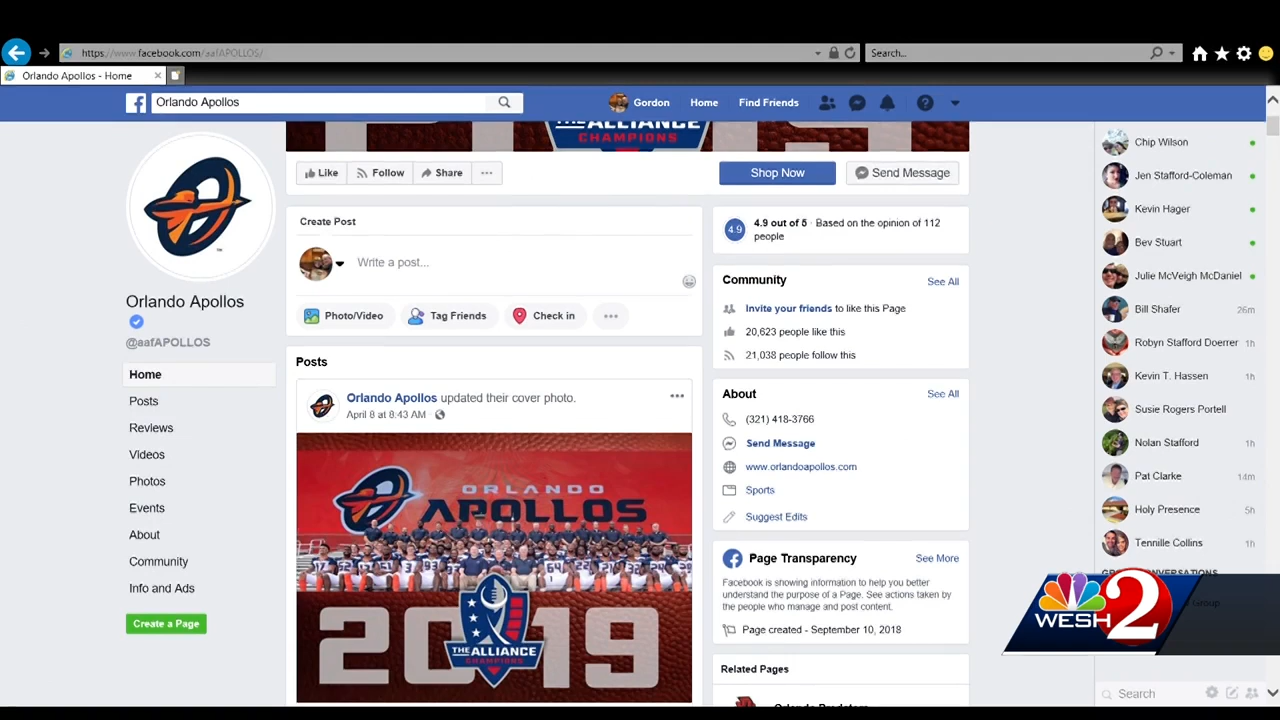 https://www.facebook.com/aafAPOLLOS/
Search...
Orlando Apollos - Home
Orlando Apollos
Gordon
Home
Find Friends
THE ALLIANCE
CHAMPIONS
Like
Follow
Share
Shop Now
Send Message
Orlando Apollos
@aafAPOLLOS
Home
Posts
Reviews
Videos
Photos
Events
About
Community
Info and Ads
Create a Page
Create Post
Write a post...
Photo/Video
Tag Friends
Check in
Posts
Orlando Apollos updated their cover photo.
April 8 at 8:43 AM
ORLANDO
APOLLOS
2019
THE ALLIANCE
CHAMPIONS
4.9
4.9 out of 5 · Based on the opinion of 112
people
Community
See All
Invite your friends to like this Page
20,623 people like this
21,038 people follow this
About
See All
(321) 418-3766
Send Message
www.orlandoapollos.com
Sports
Suggest Edits
Page Transparency
See More
Facebook is showing information to help you better
understand the purpose of a Page. See actions taken by
the people who manage and post content.
Page created - September 10, 2018
Related Pages
Orlando Predators
Chip Wilson
Jen Stafford-Coleman
Kevin Hager
Bev Stuart
Julie McVeigh McDaniel
Bill Shafer
26m
Robyn Stafford Doerrer
1h
Kevin T. Hassen
1h
Susie Rogers Portell
Nolan Stafford
1h
Pat Clarke
14m
Holy Presence
5h
Tennille Collins
1h
Group
WESH 2
Search